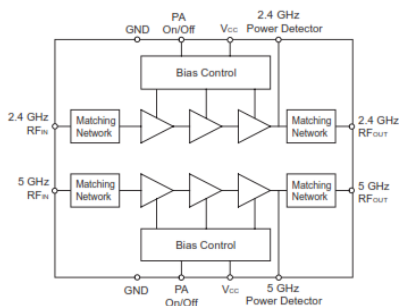 PA
On/Off
2.4 GHz
Power Detector
GND
VCC
Bias Control
2.4 GHz
RFIN
Matching
Network
Matching
Network
2.4 GHz
RFOUT
5 GHz
RFIN
Matching
Network
Matching
Network
5 GHz
RFOUT
Bias Control
GND
PA
On/Off
VCC
5 GHz
Power Detector